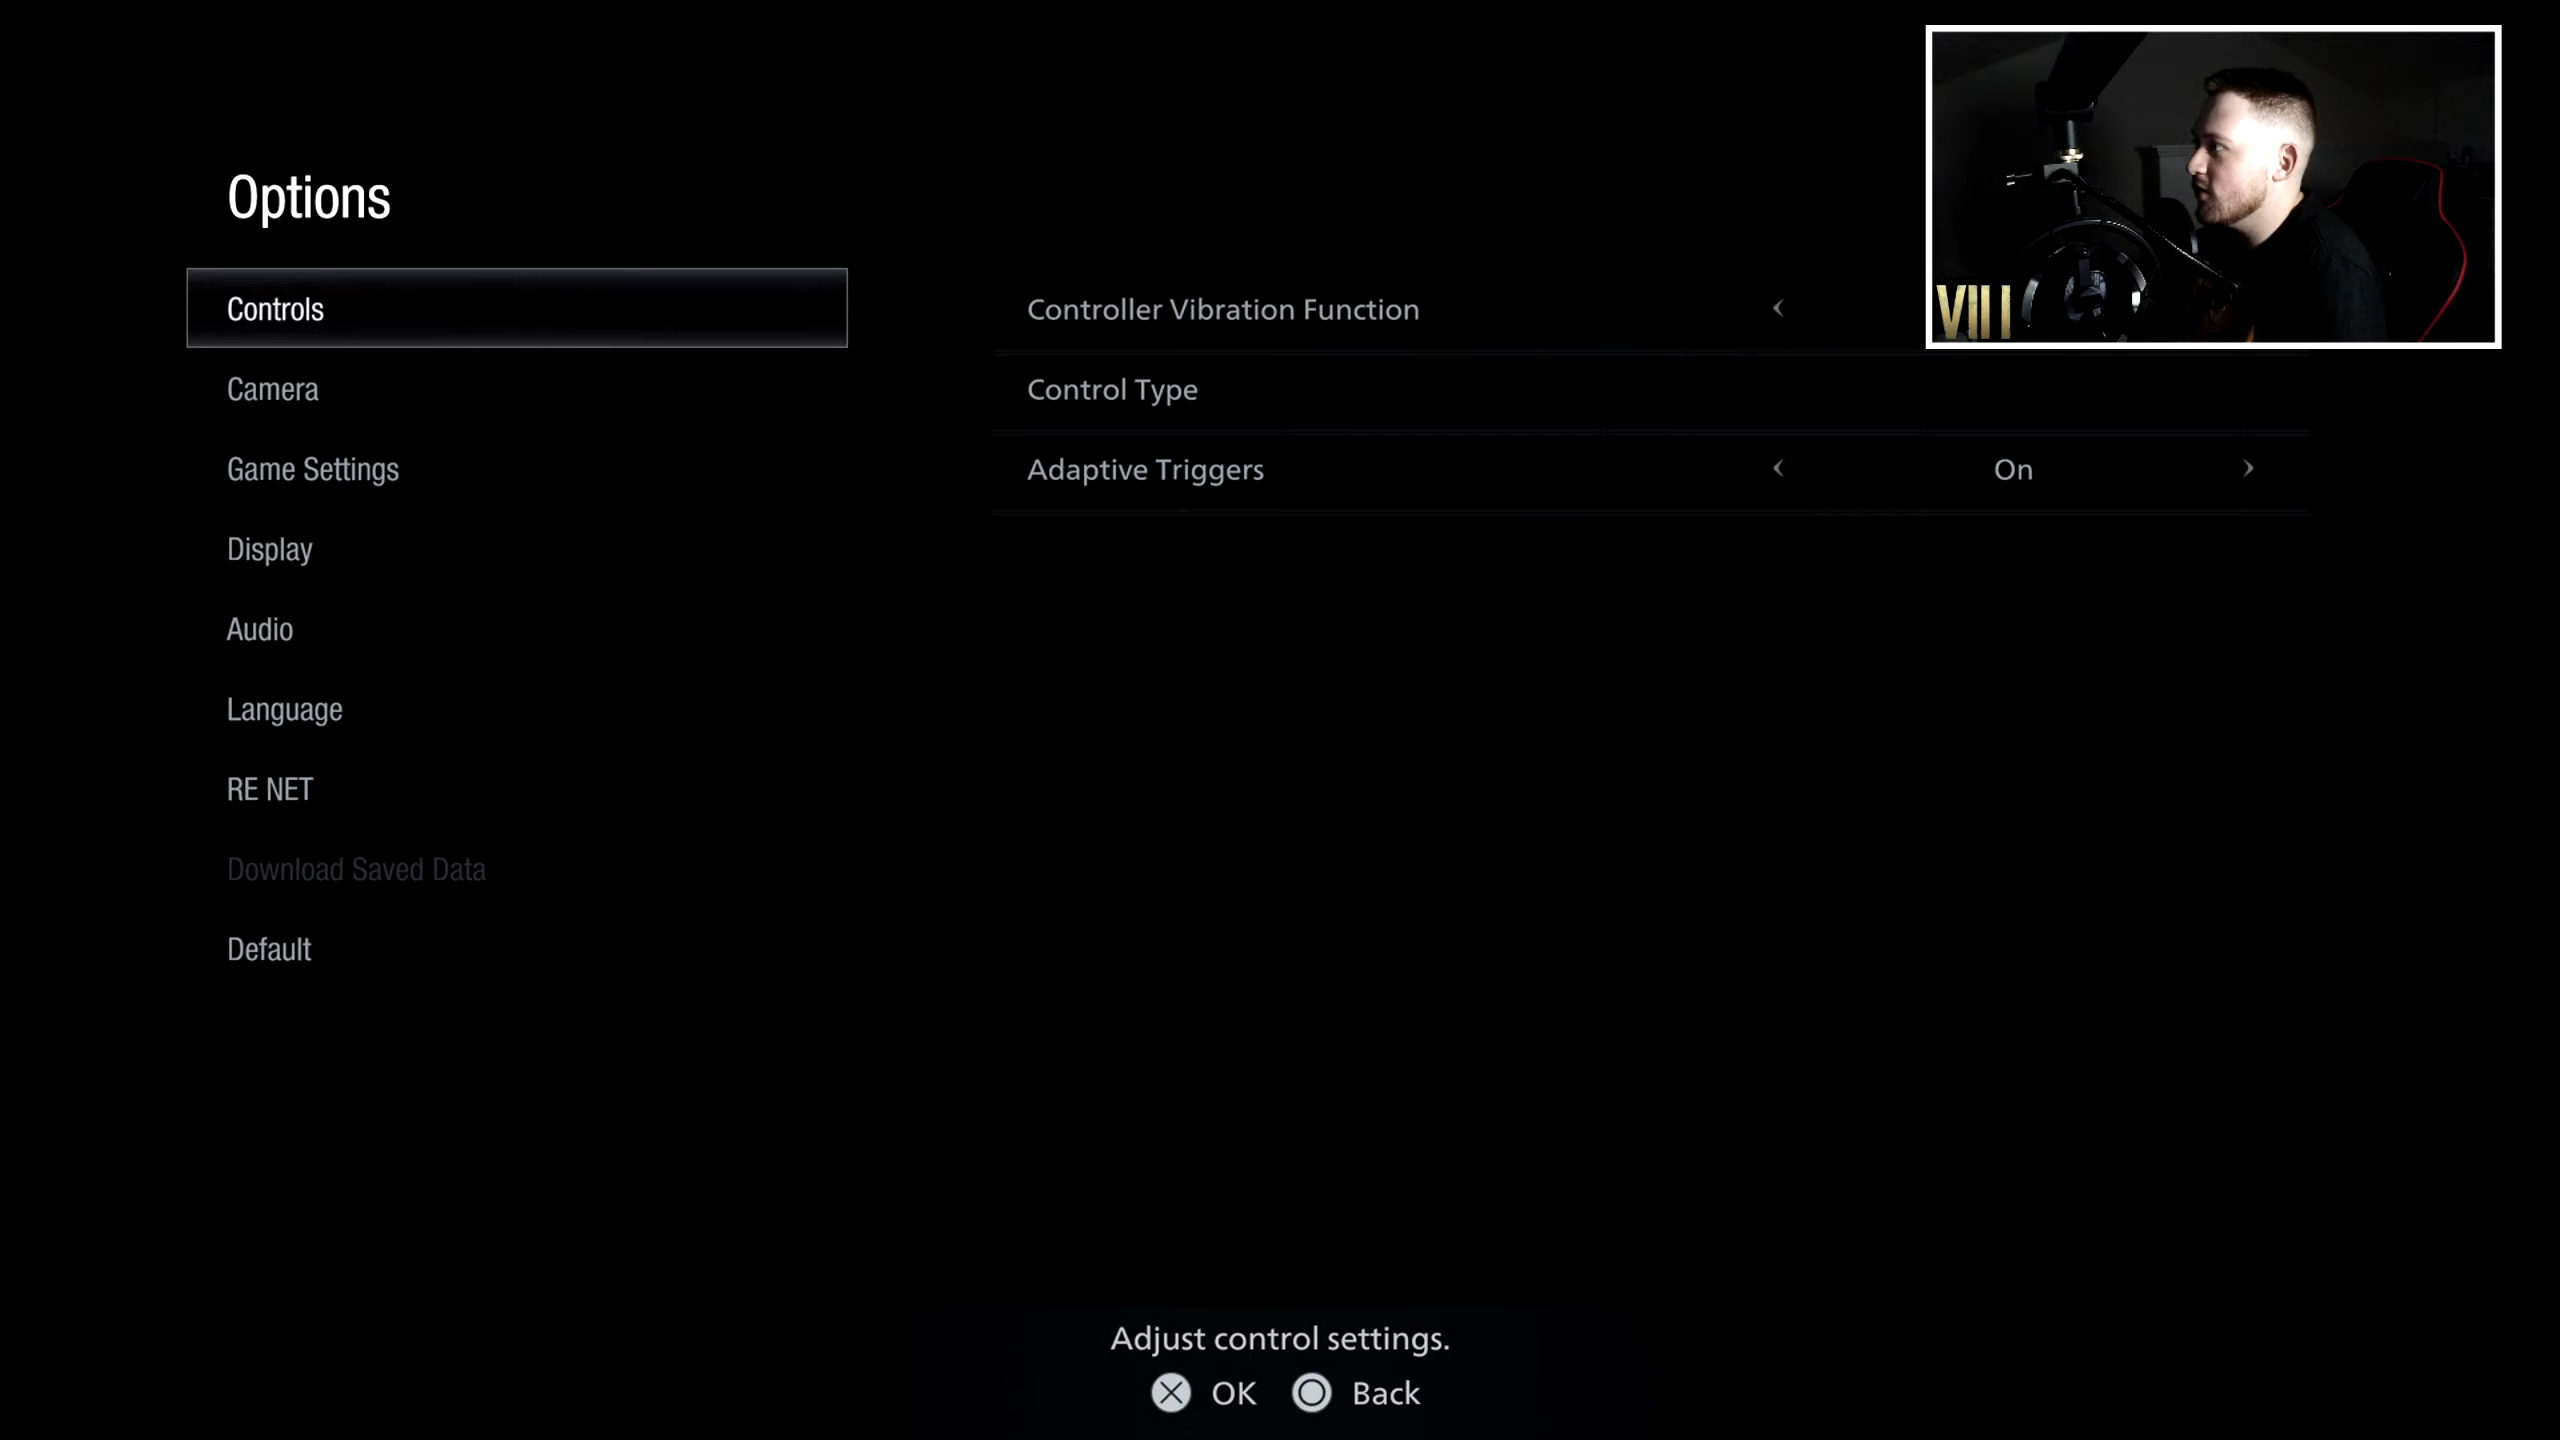 Options
Controls
Camera
Game Settings
Display
Audio
Language
RE NET
Download Saved Data
Default
Controller Vibration Function
Control Type
Adaptive Triggers On
VIII
Adjust control settings.
OK Back